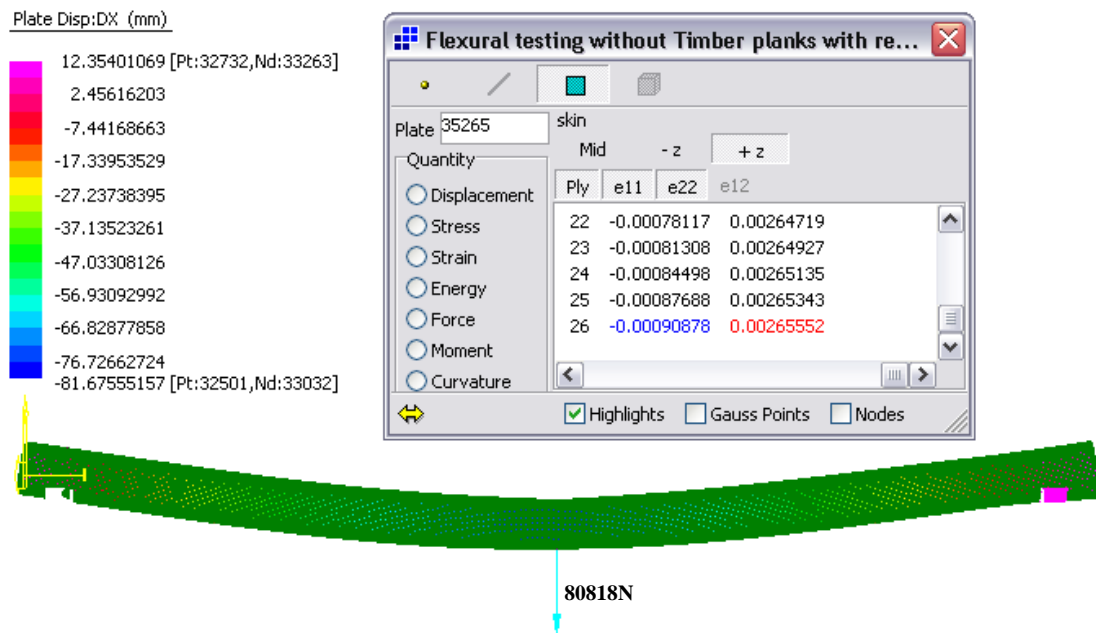 Plate Disp:DX (mm)
12.35401069 [Pt:32732,Nd:33263]
2.45616203
-7.44168663
-17.33953529
-27.23738395
-37.13523261
-47.03308126
-56.93092992
-66.82877858
-76.72662724
-81.67555157 [Pt:32501,Nd:33032]
Flexural testing without Timber planks with re...
Plate 35265 skin
Mid - z + z
Quantity
Displacement
Stress
Strain
Energy
Force
Moment
Curvature
Ply e11 e22 e12
22 -0.00078117 0.00264719
23 -0.00081308 0.00264927
24 -0.00084498 0.00265135
25 -0.00087688 0.00265343
26 -0.00090878 0.00265552
Highlights Gauss Points Nodes
80818N